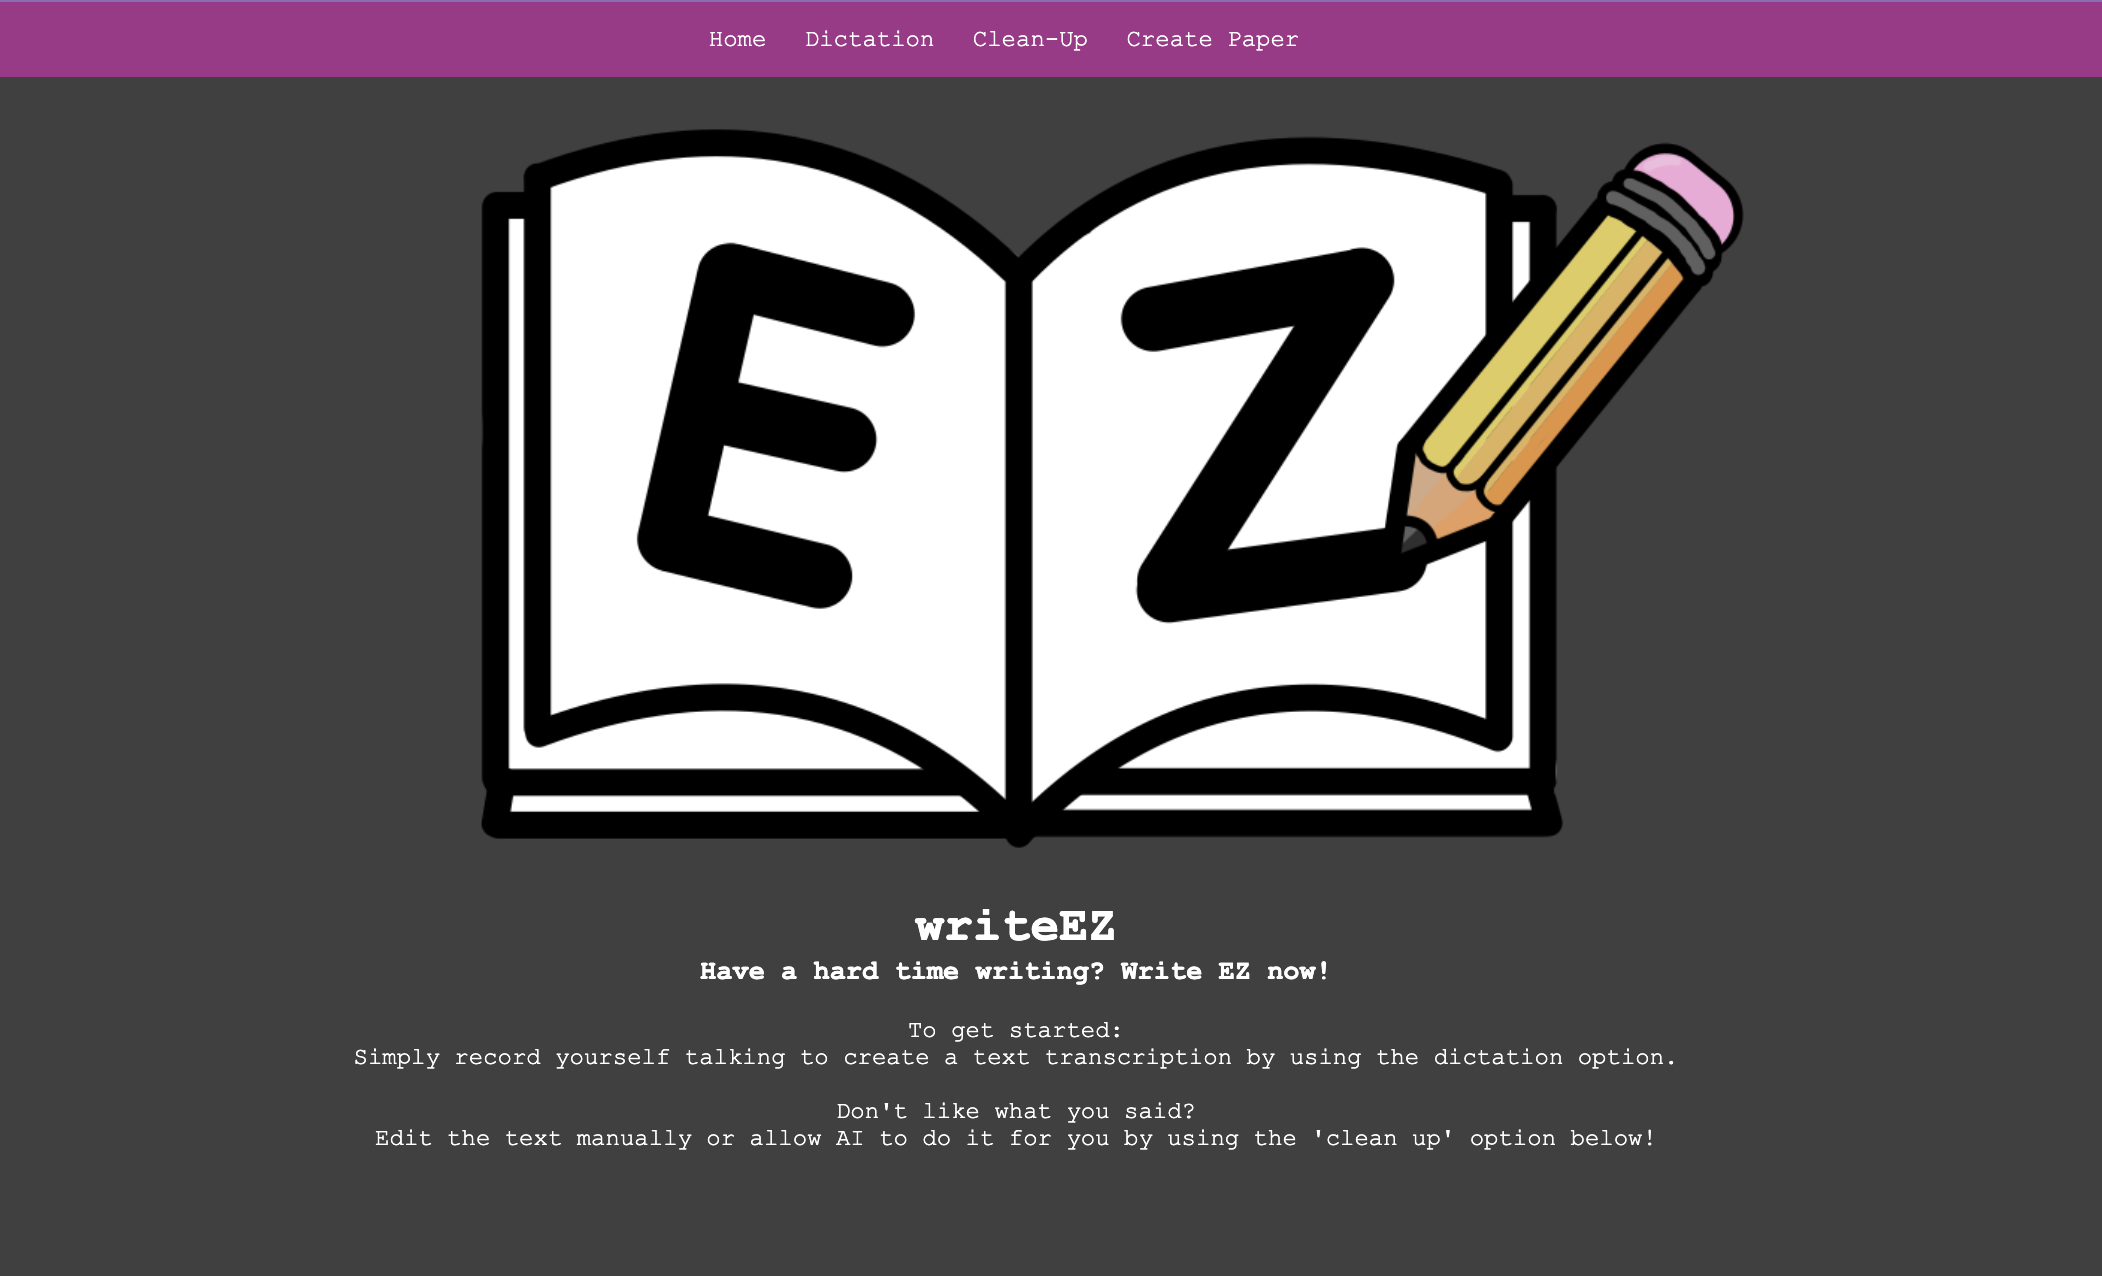 Home Dictation Clean-Up Create Paper
E Z
writeEZ
Have a hard time writing? Write EZ now!
To get started:
Simply record yourself talking to create a text transcription by using the dictation option.
Don't like what you said?
Edit the text manually or allow AI to do it for you by using the 'clean up' option below!